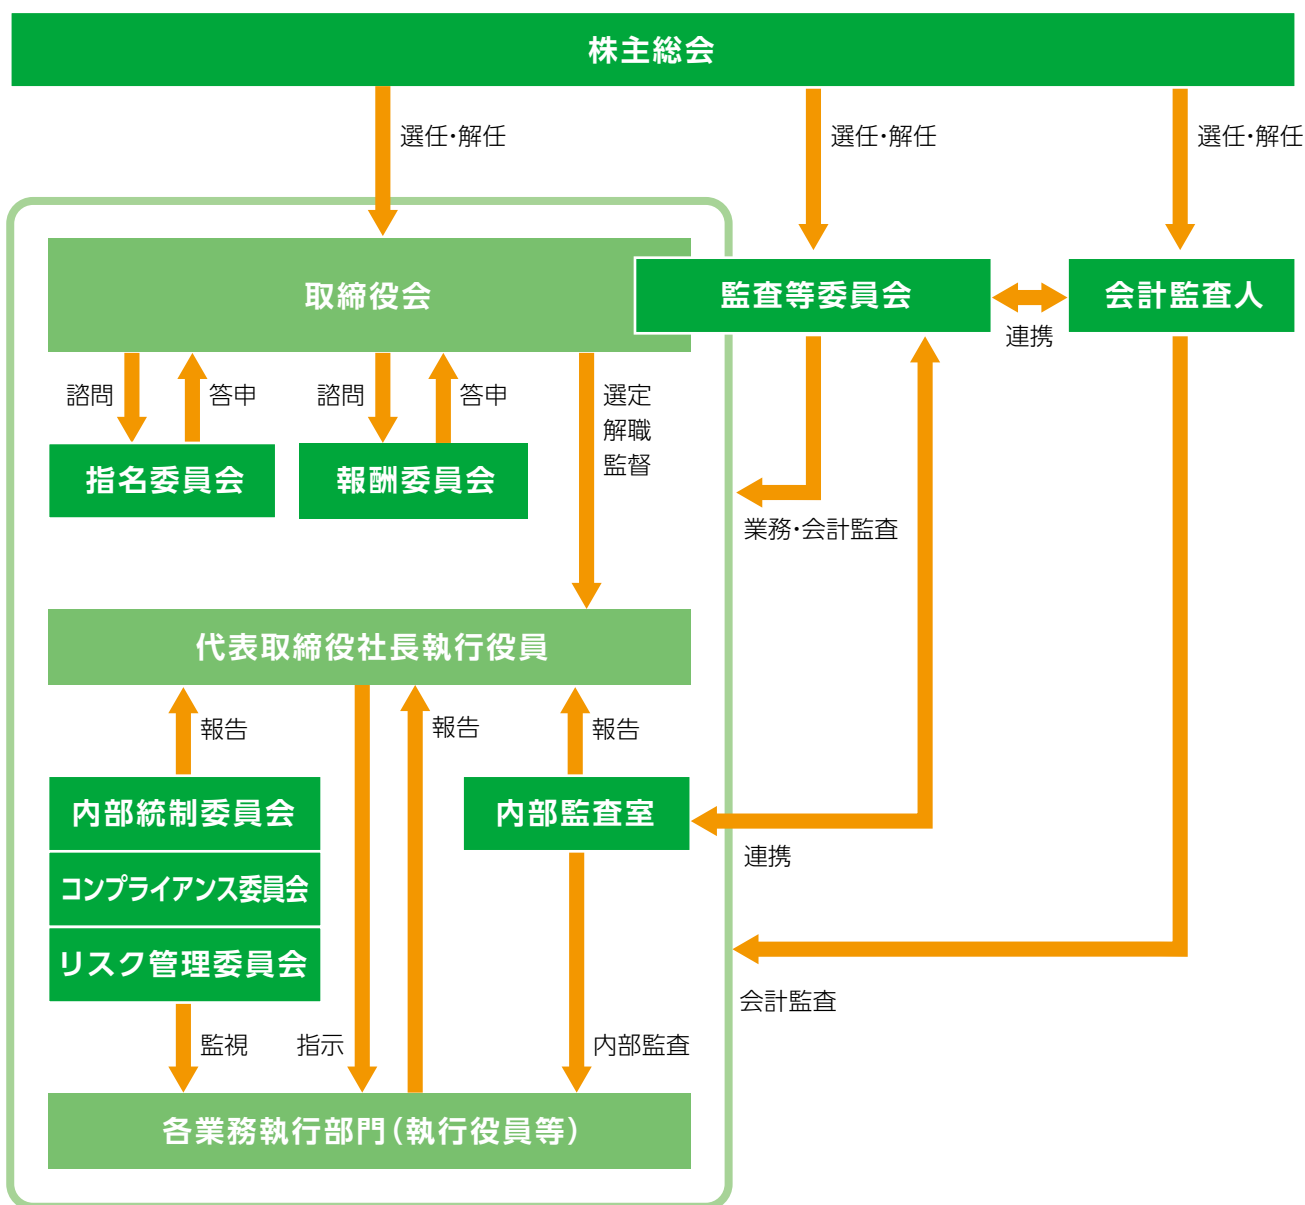 株主総会
選任・解任
選任・解任
選任・解任
取締役会
監査等委員会
会計監査人
連携
諮問
答申
諮問
答申
選定
解職
監督
指名委員会
報酬委員会
業務・会計監査
代表取締役社長執行役員
報告
報告
報告
内部統制委員会
内部監査室
連携
コンプライアンス委員会
リスク管理委員会
会計監査
監視
指示
内部監査
各業務執行部門（執行役員等）